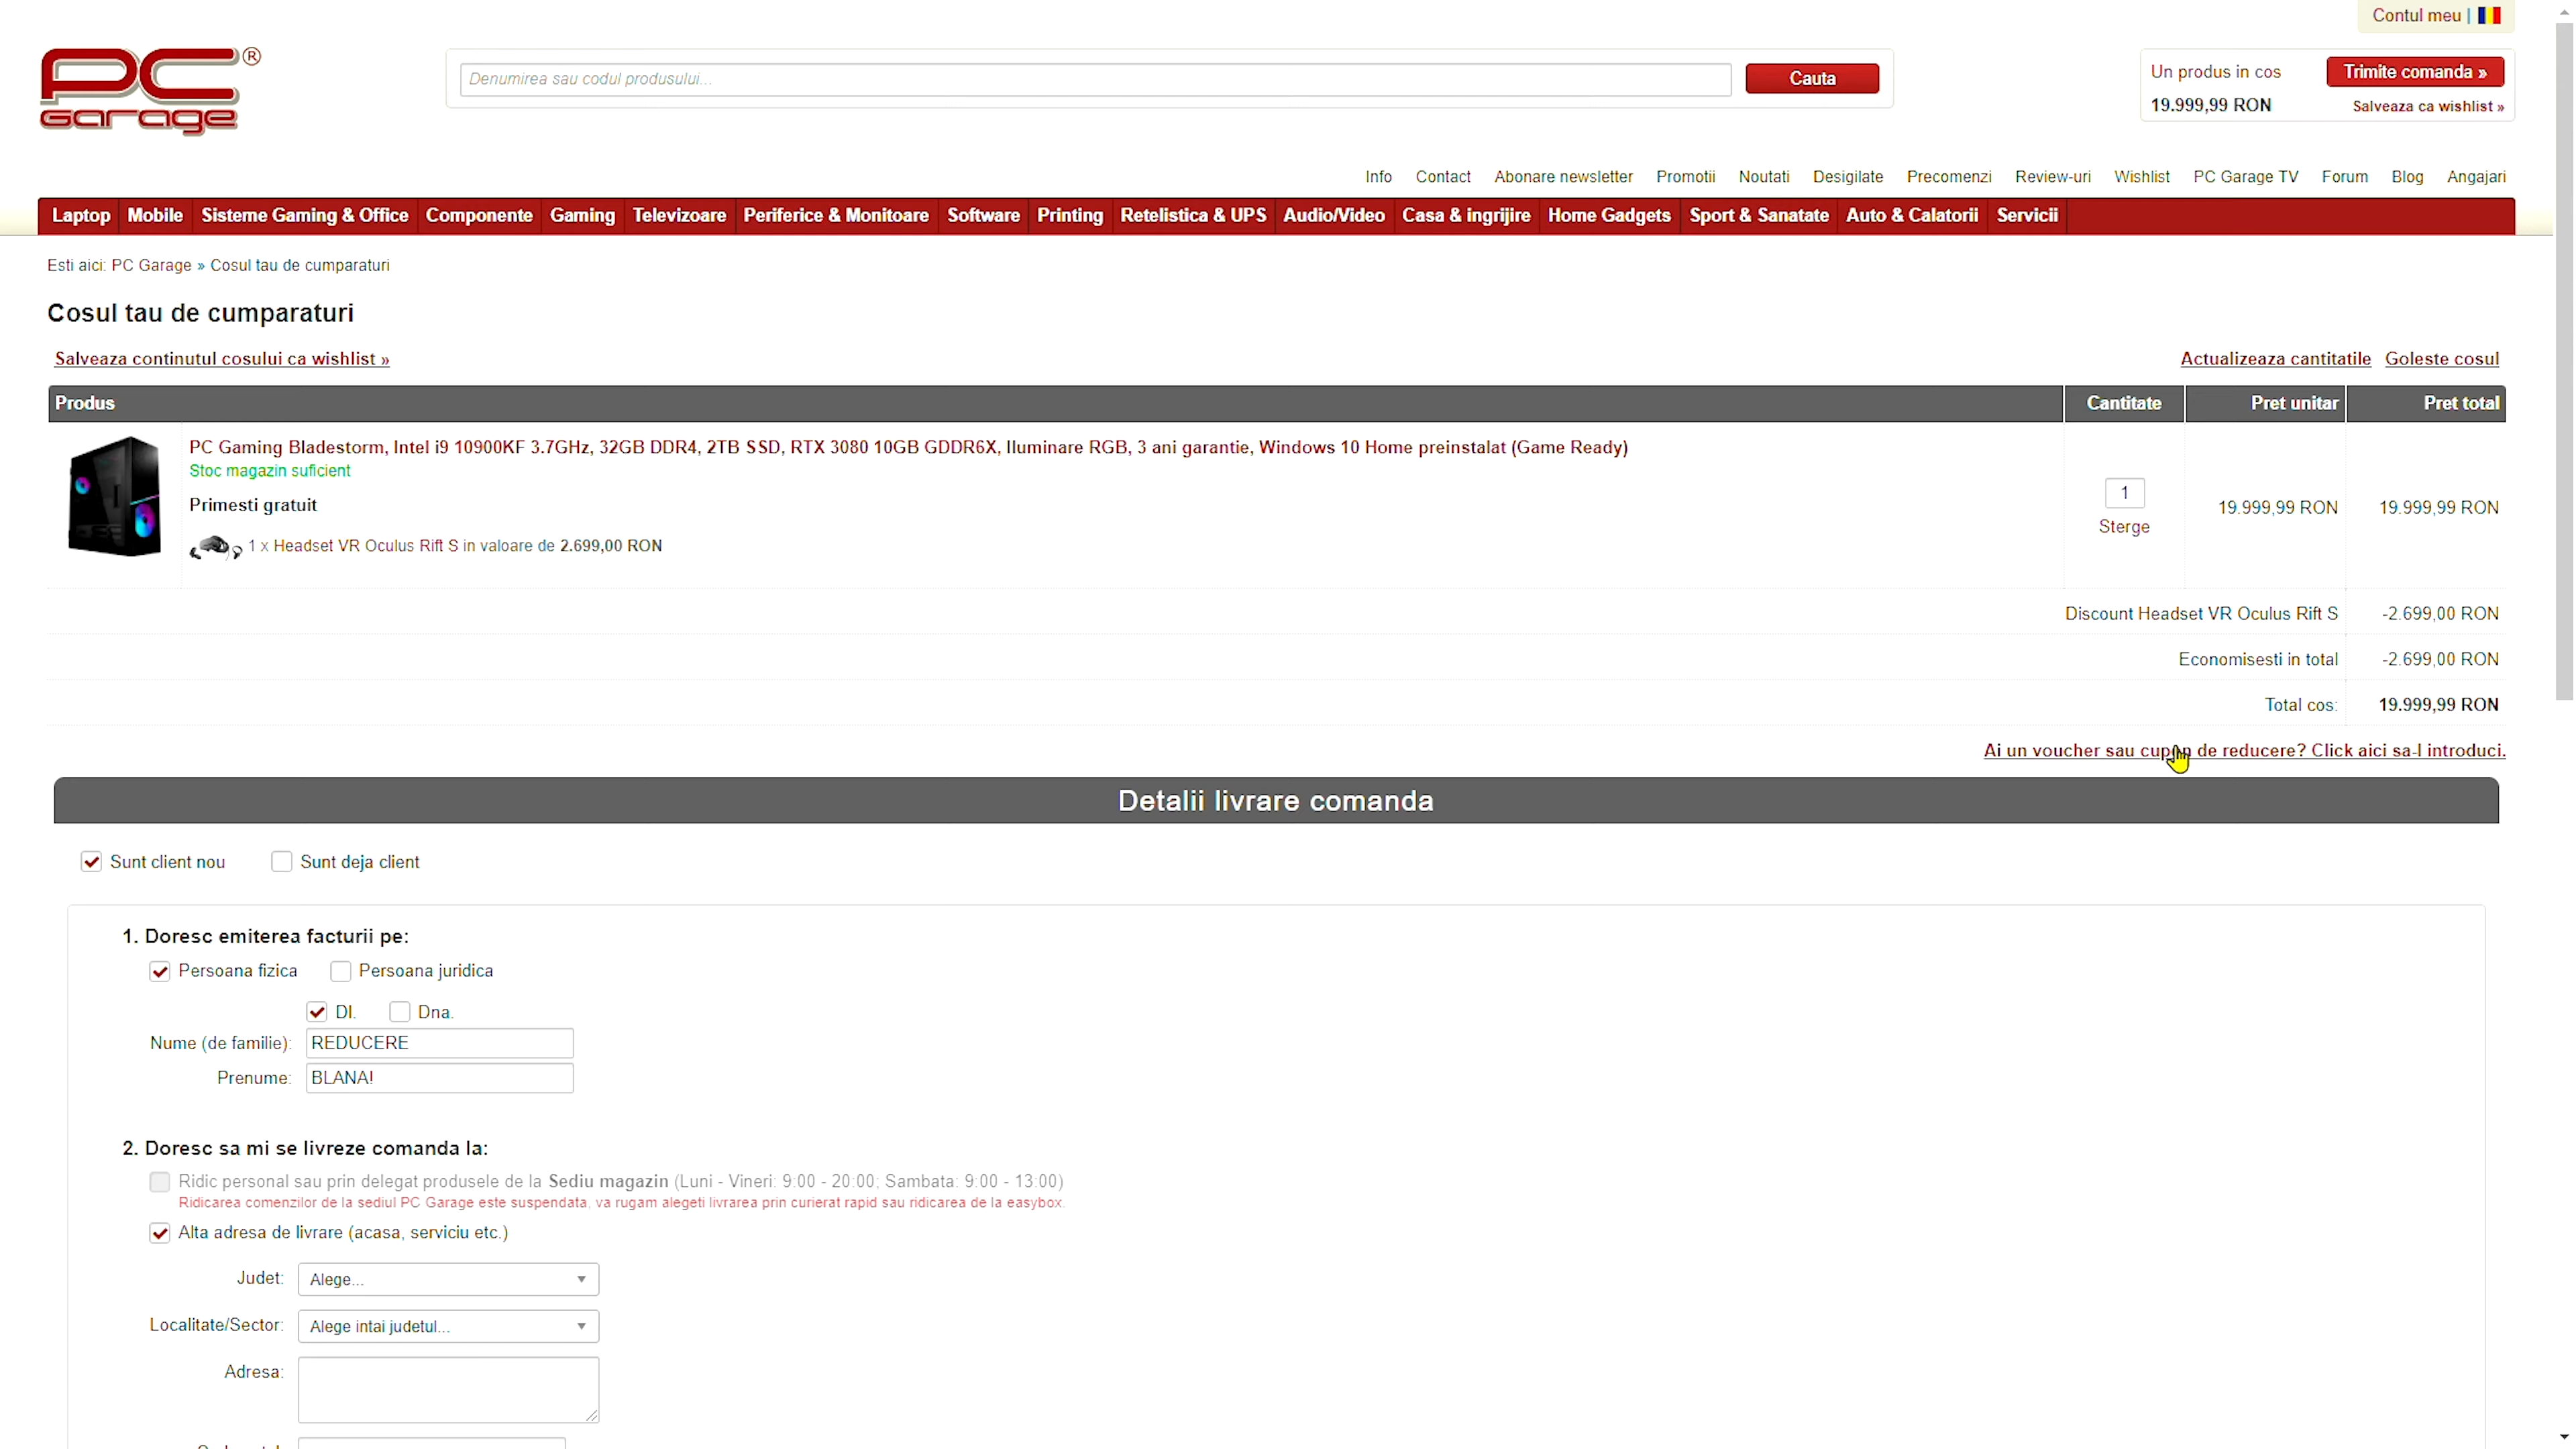 Contul meu |
PC Garage ®
Denumirea sau codul produsului...
Cauta
Un produs in cos
Trimite comanda »
19.999,99 RON
Salveaza ca wishlist »
Info Contact Abonare newsletter Promotii Noutati Desigilate Precomenzi Review-uri Wishlist PC Garage TV Forum Blog Angajari
Laptop Mobile Sisteme Gaming & Office Componente Gaming Televizoare Periferice & Monitoare Software Printing Retelistica & UPS Audio/Video Casa & ingrijire Home Gadgets Sport & Sanatate Auto & Calatorii Servicii
Esti aici: PC Garage » Cosul tau de cumparaturi
Cosul tau de cumparaturi
Salveaza continutul cosului ca wishlist »
Actualizeaza cantitatile Goleste cosul
Produs Cantitate Pret unitar Pret total
PC Gaming Bladestorm, Intel i9 10900KF 3.7GHz, 32GB DDR4, 2TB SSD, RTX 3080 10GB GDDR6X, Iluminare RGB, 3 ani garantie, Windows 10 Home preinstalat (Game Ready)
Stoc magazin suficient
Primesti gratuit
1 x Headset VR Oculus Rift S in valoare de 2.699,00 RON
1
Sterge
19.999,99 RON
19.999,99 RON
Discount Headset VR Oculus Rift S -2.699,00 RON
Economisesti in total -2.699,00 RON
Total cos: 19.999,99 RON
Ai un voucher sau cupon de reducere? Click aici sa-l introduci.
Detalii livrare comanda
Sunt client nou Sunt deja client
1. Doresc emiterea facturii pe:
Persoana fizica Persoana juridica
Dl. Dna.
Nume (de familie): REDUCERE
Prenume: BLANA!
2. Doresc sa mi se livreze comanda la:
Ridic personal sau prin delegat produsele de la Sediu magazin (Luni - Vineri: 9:00 - 20:00; Sambata: 9:00 - 13:00)
Ridicarea comenzilor de la sediul PC Garage este suspendata, va rugam alegeti livrarea prin curierat rapid sau ridicarea de la easybox.
Alta adresa de livrare (acasa, serviciu etc.)
Judet: Alege...
Localitate/Sector: Alege intai judetul...
Adresa: